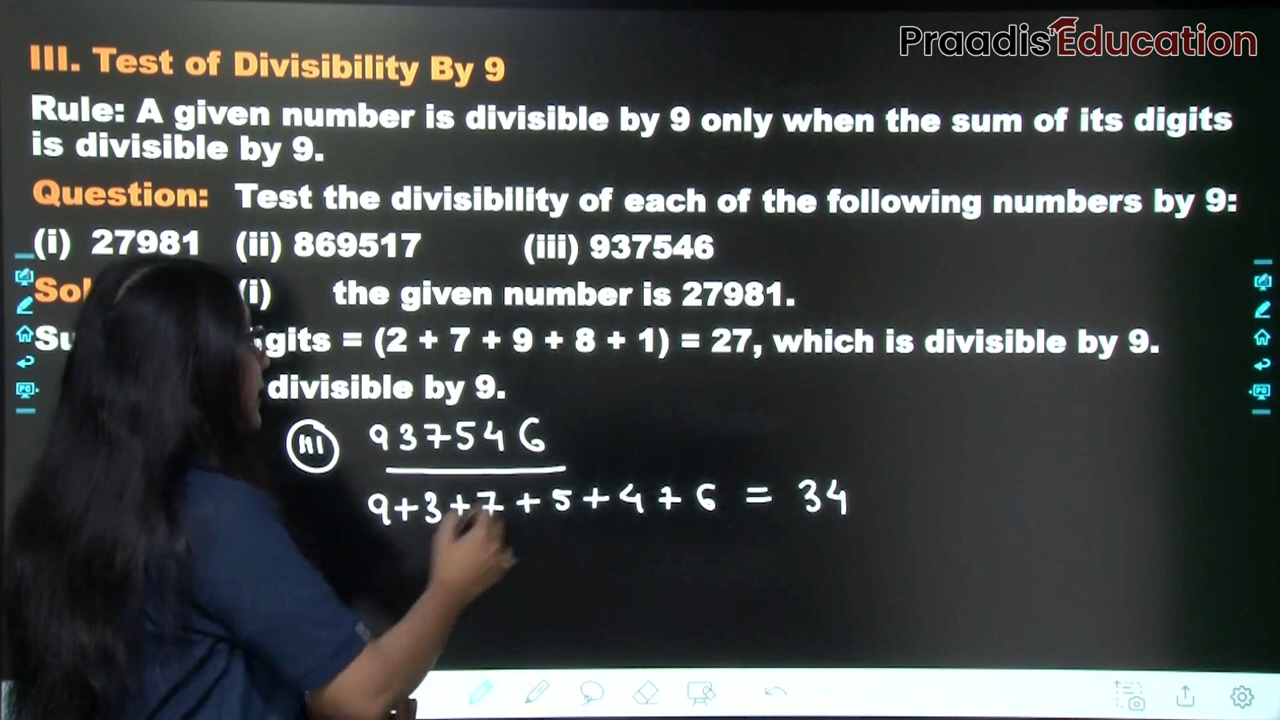 Praadis Education
III. Test of Divisibility By 9
Rule: A given number is divisible by 9 only when the sum of its digits
is divisible by 9.
Question: Test the divisibility of each of the following numbers by 9:
(i) 27981 (ii) 869517 (iii) 937546
(i) the given number is 27981.
= (2 + 7 + 9 + 8 + 1) = 27, which is divisible by 9.
divisible by 9.
(iii) 937546
9+3+7+5+4+6 = 34